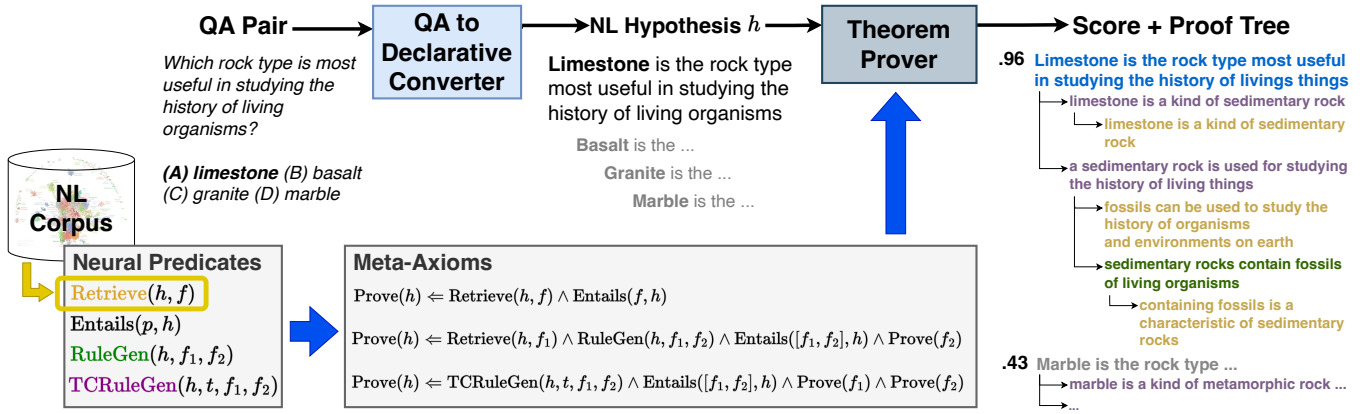 QA Pair
Which rock type is most
useful in studying the
history of living
organisms?
(A) limestone (B) basalt
(C) granite (D) marble
QA to
Declarative
Converter
NL Hypothesis h
Limestone is the rock type
most useful in studying the
history of living organisms
Basalt is the ...
Granite is the ...
Marble is the ...
Theorem
Prover
Score + Proof Tree
.96 Limestone is the rock type most useful
in studying the history of livings things
limestone is a kind of sedimentary rock
limestone is a kind of sedimentary
rock
a sedimentary rock is used for studying
the history of living things
fossils can be used to study the
history of organisms
and environments on earth
sedimentary rocks contain fossils
of living organisms
containing fossils is a
characteristic of sedimentary
rocks
.43 Marble is the rock type ...
marble is a kind of metamorphic rock ...
...
NL
Corpus
Neural Predicates
Retrieve(h, f)
Entails(p, h)
RuleGen(h, f₁, f₂)
TCRuleGen(h, t, f₁, f₂)
Meta-Axioms
Prove(h) ⇐ Retrieve(h, f) ∧ Entails(f, h)
Prove(h) ⇐ Retrieve(h, f₁) ∧ RuleGen(h, f₁, f₂) ∧ Entails([f₁, f₂], h) ∧ Prove(f₂)
Prove(h) ⇐ TCRuleGen(h, t, f₁, f₂) ∧ Entails([f₁, f₂], h) ∧ Prove(f₁) ∧ Prove(f₂)